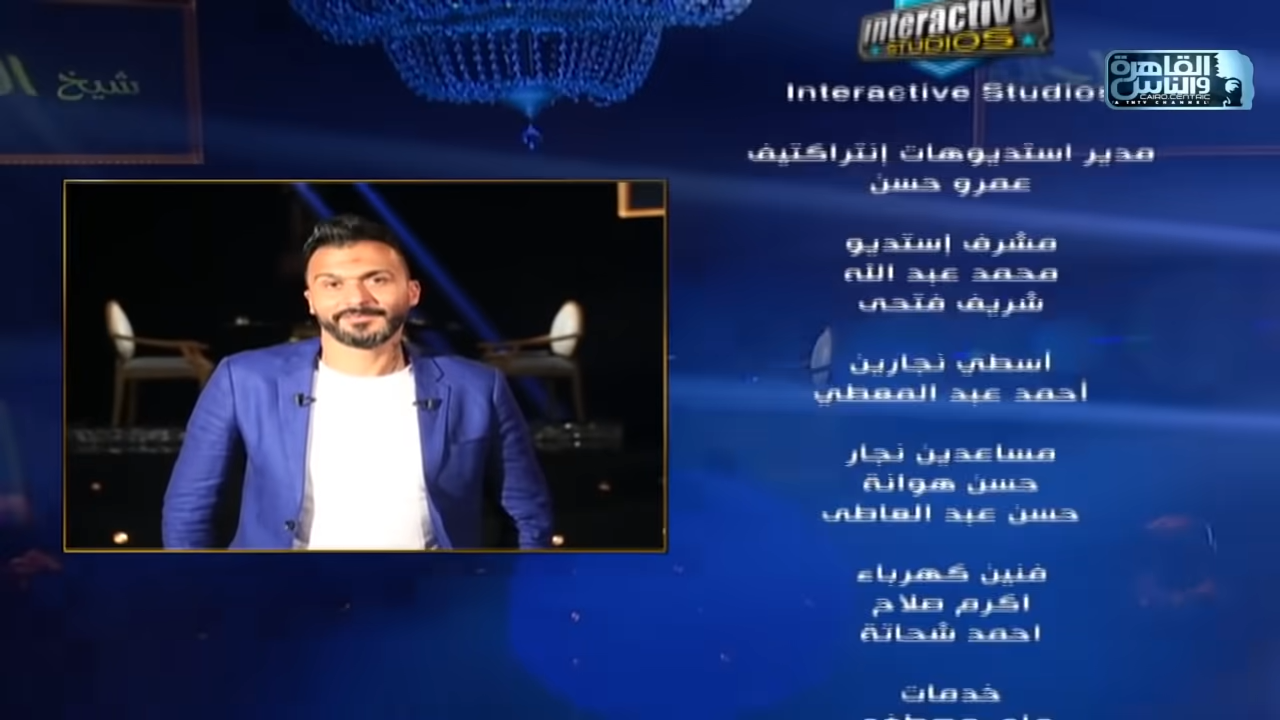 Interactive
STUDIOS
Interactive Studios
القاهرة
والناس
CAIRO CENTRIC
A TNTV CHANNEL
شيخ
مدير استديوهات إنتراكتيف
عمرو حسن
مشرف إستديو
محمد عبد الله
شريف فتحى
أسطي نجارين
أحمد عبد المعطي
مساعدين نجار
حسن هوانة
حسن عبد العاطى
فنين كهرباء
اكرم صلاح
احمد شحاتة
خدمات